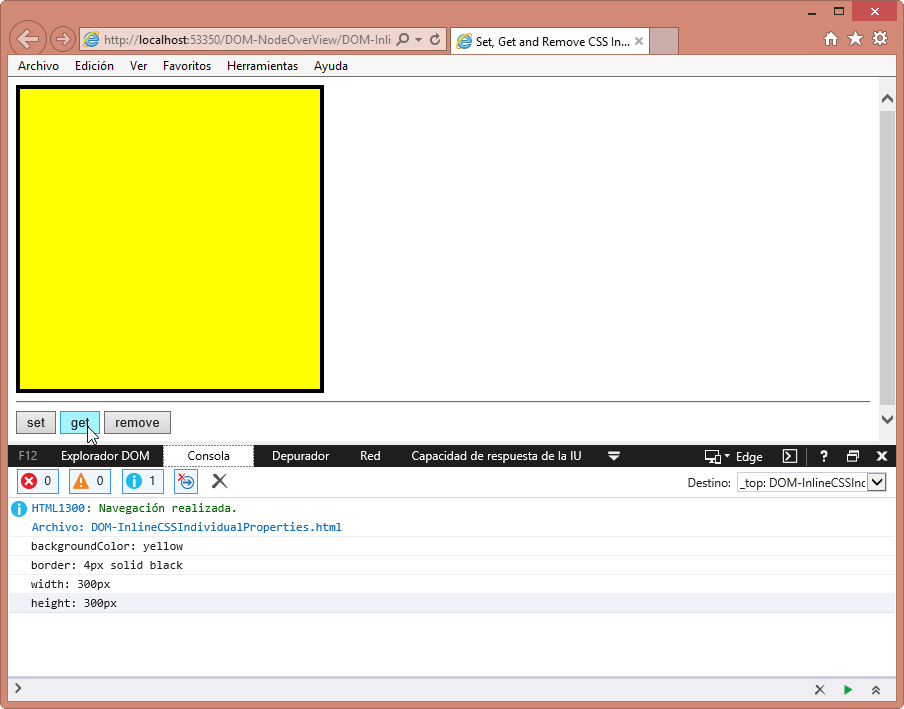 http://localhost:53350/DOM-NodeOverView/DOM-Inli
Set, Get and Remove CSS In...
Archivo Edición Ver Favoritos Herramientas Ayuda
set get remove
F12 Explorador DOM Consola Depurador Red Capacidad de respuesta de la IU Edge ?
0 0 1 Destino: _top: DOM-InlineCSSInc
HTML1300: Navegación realizada.
Archivo: DOM-InlineCSSIndividualProperties.html
backgroundColor: yellow
border: 4px solid black
width: 300px
height: 300px